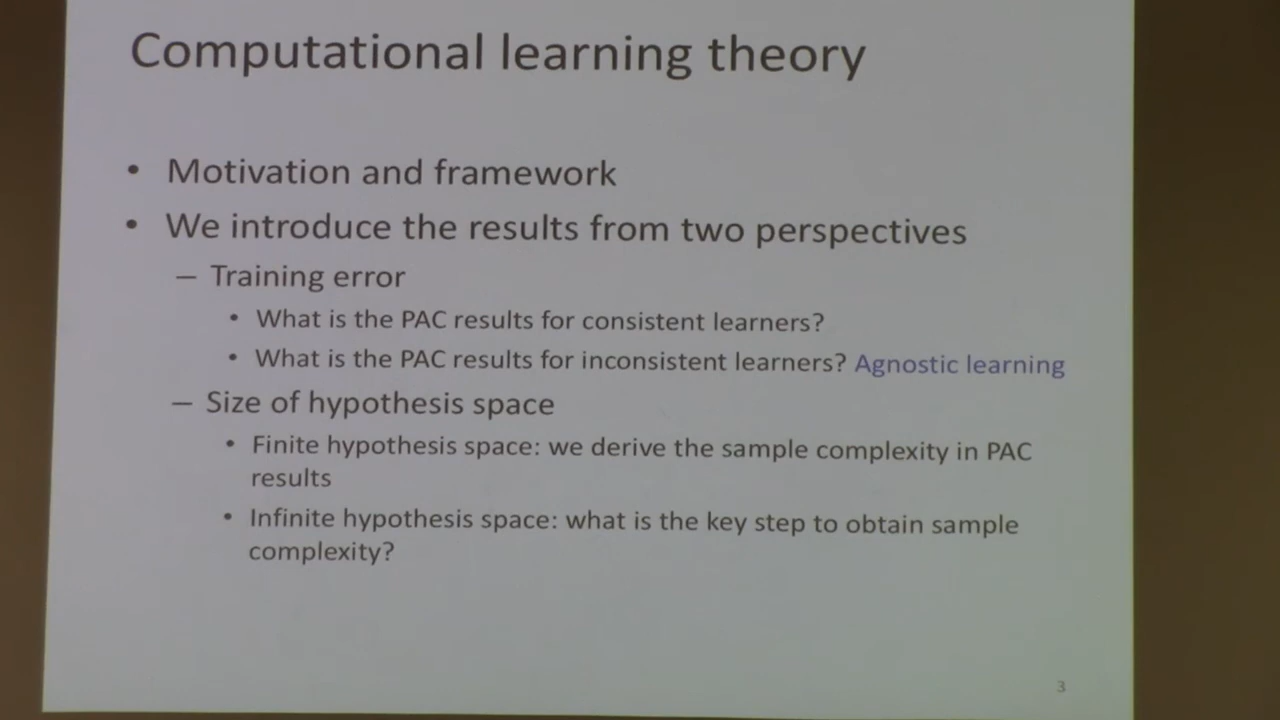 Computational learning theory
• Motivation and framework
• We introduce the results from two perspectives
– Training error
• What is the PAC results for consistent learners?
• What is the PAC results for inconsistent learners? Agnostic learning
– Size of hypothesis space
• Finite hypothesis space: we derive the sample complexity in PAC
results
• Infinite hypothesis space: what is the key step to obtain sample
complexity?
3